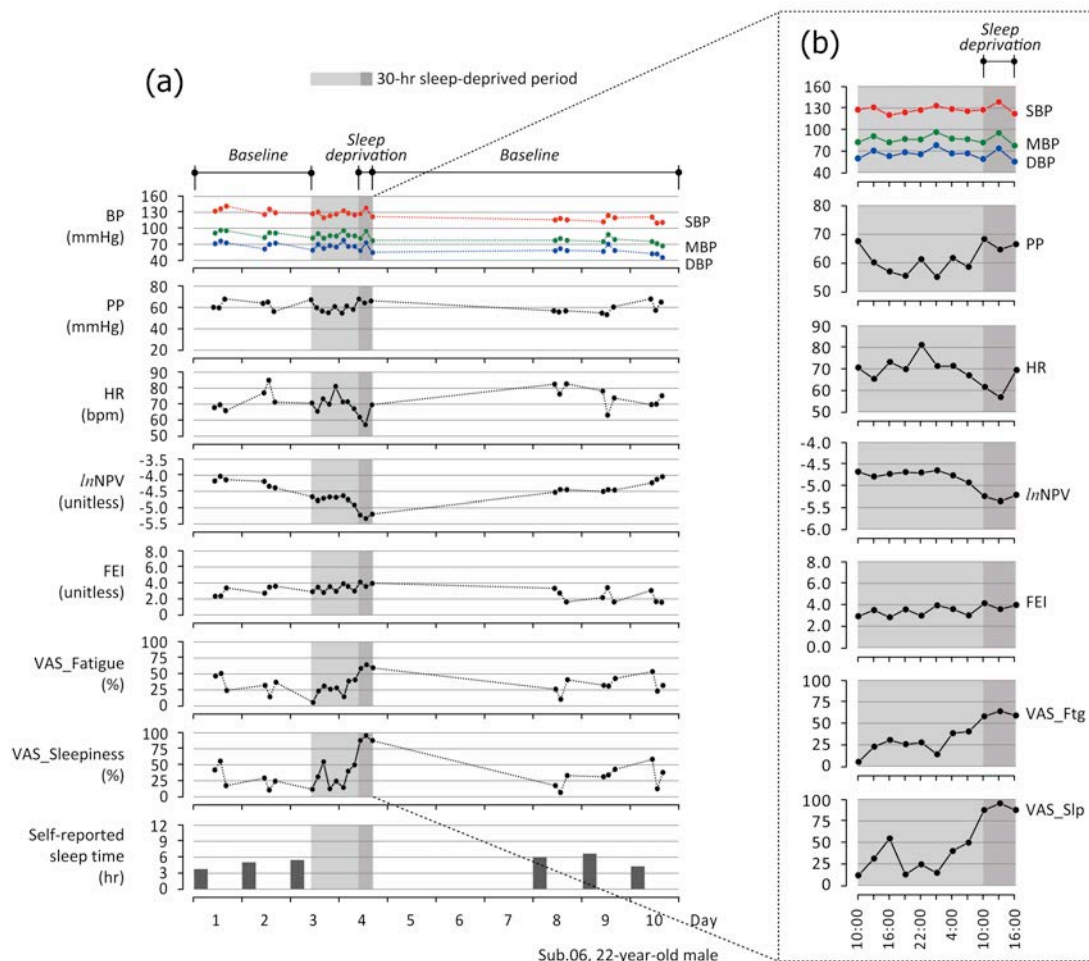 (a)
30-hr sleep-deprived period
Baseline
Sleep
deprivation
Baseline
BP
(mmHg)
160
130
100
70
40
SBP
MBP
DBP
PP
(mmHg)
80
60
40
20
HR
(bpm)
90
80
70
60
50
lnNPV
(unitless)
-3.5
-4.0
-4.5
-5.0
-5.5
FEI
(unitless)
8.0
6.0
4.0
2.0
0
VAS_Fatigue
(%)
100
75
50
25
0
VAS_Sleepiness
(%)
100
75
50
25
0
Self-reported
sleep time
(hr)
12
9
6
3
0
1 2 3 4 5 6 7 8 9 10 Day
Sub.06, 22-year-old male
(b)
Sleep
deprivation
160
130
100
70
40
SBP
MBP
DBP
80
70
60
50
PP
90
80
70
60
50
HR
-4.0
-4.5
-5.0
-5.5
-6.0
lnNPV
8.0
6.0
4.0
2.0
0.0
FEI
100
75
50
25
0
VAS_Ftg
100
75
50
25
0
VAS_Slp
10:00 16:00 22:00 4:00 10:00 16:00